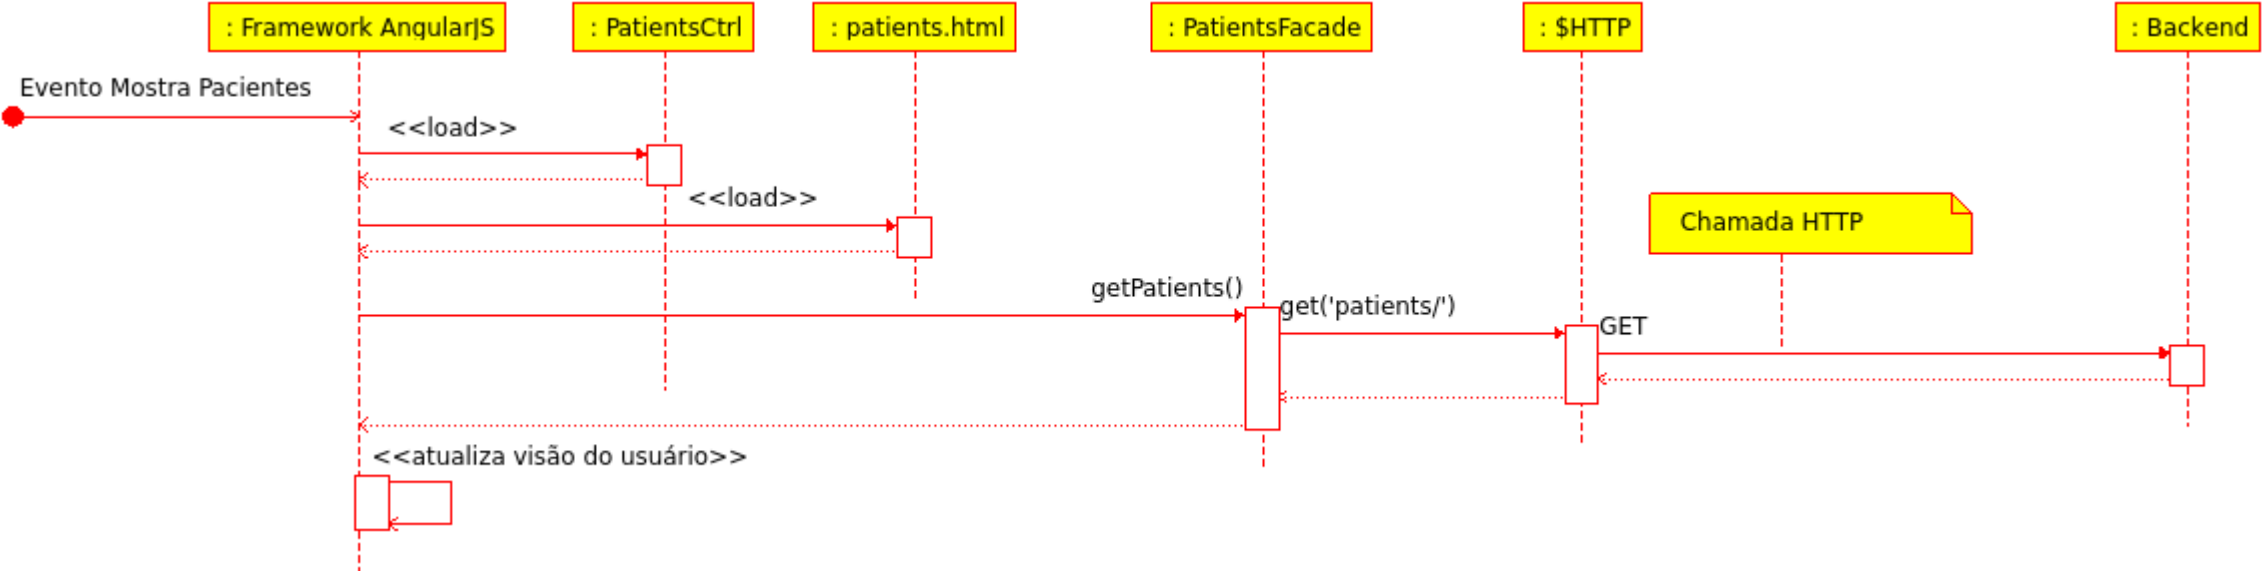 : Framework AngularJS
: PatientsCtrl
: patients.html
: PatientsFacade
: $HTTP
: Backend
Evento Mostra Pacientes
<<load>>
<<load>>
Chamada HTTP
getPatients()
get('patients/')
GET
<<atualiza visão do usuário>>